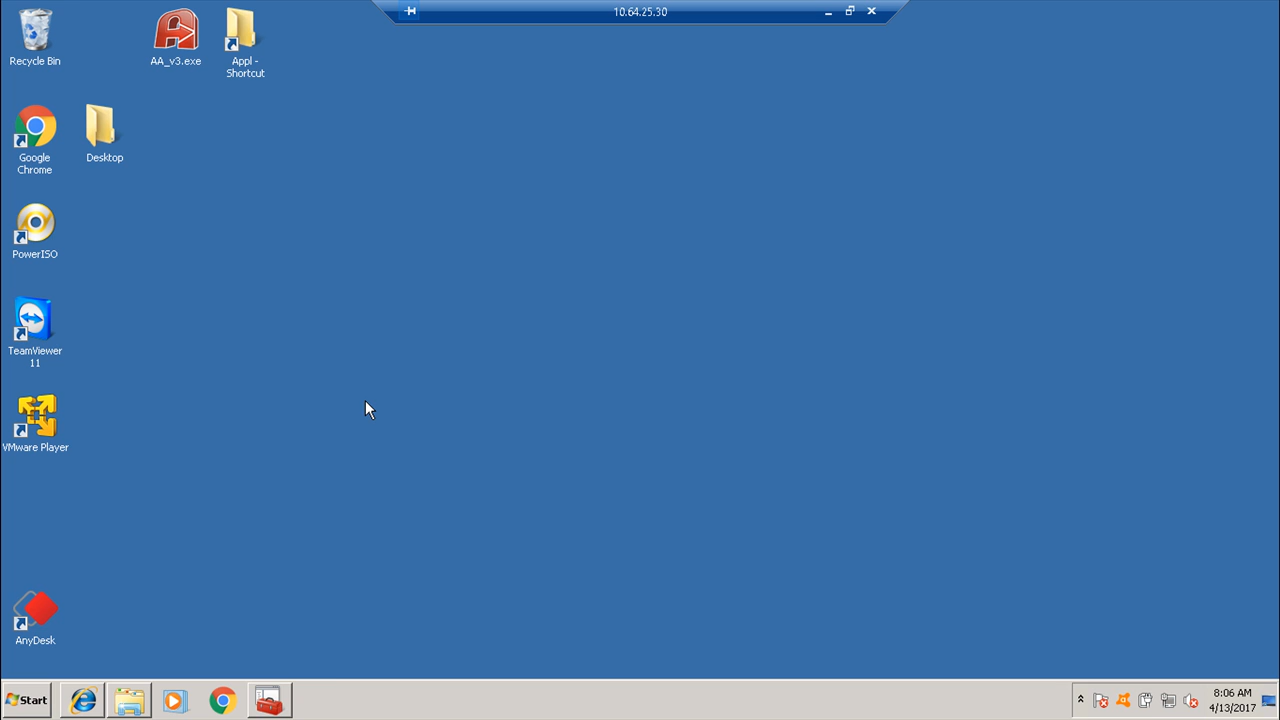 10.64.25.30
Recycle Bin
AA_v3.exe
Appl -
Shortcut
Google
Chrome
Desktop
PowerISO
TeamViewer
11
VMware Player
AnyDesk
Start
8:06 AM
4/13/2017